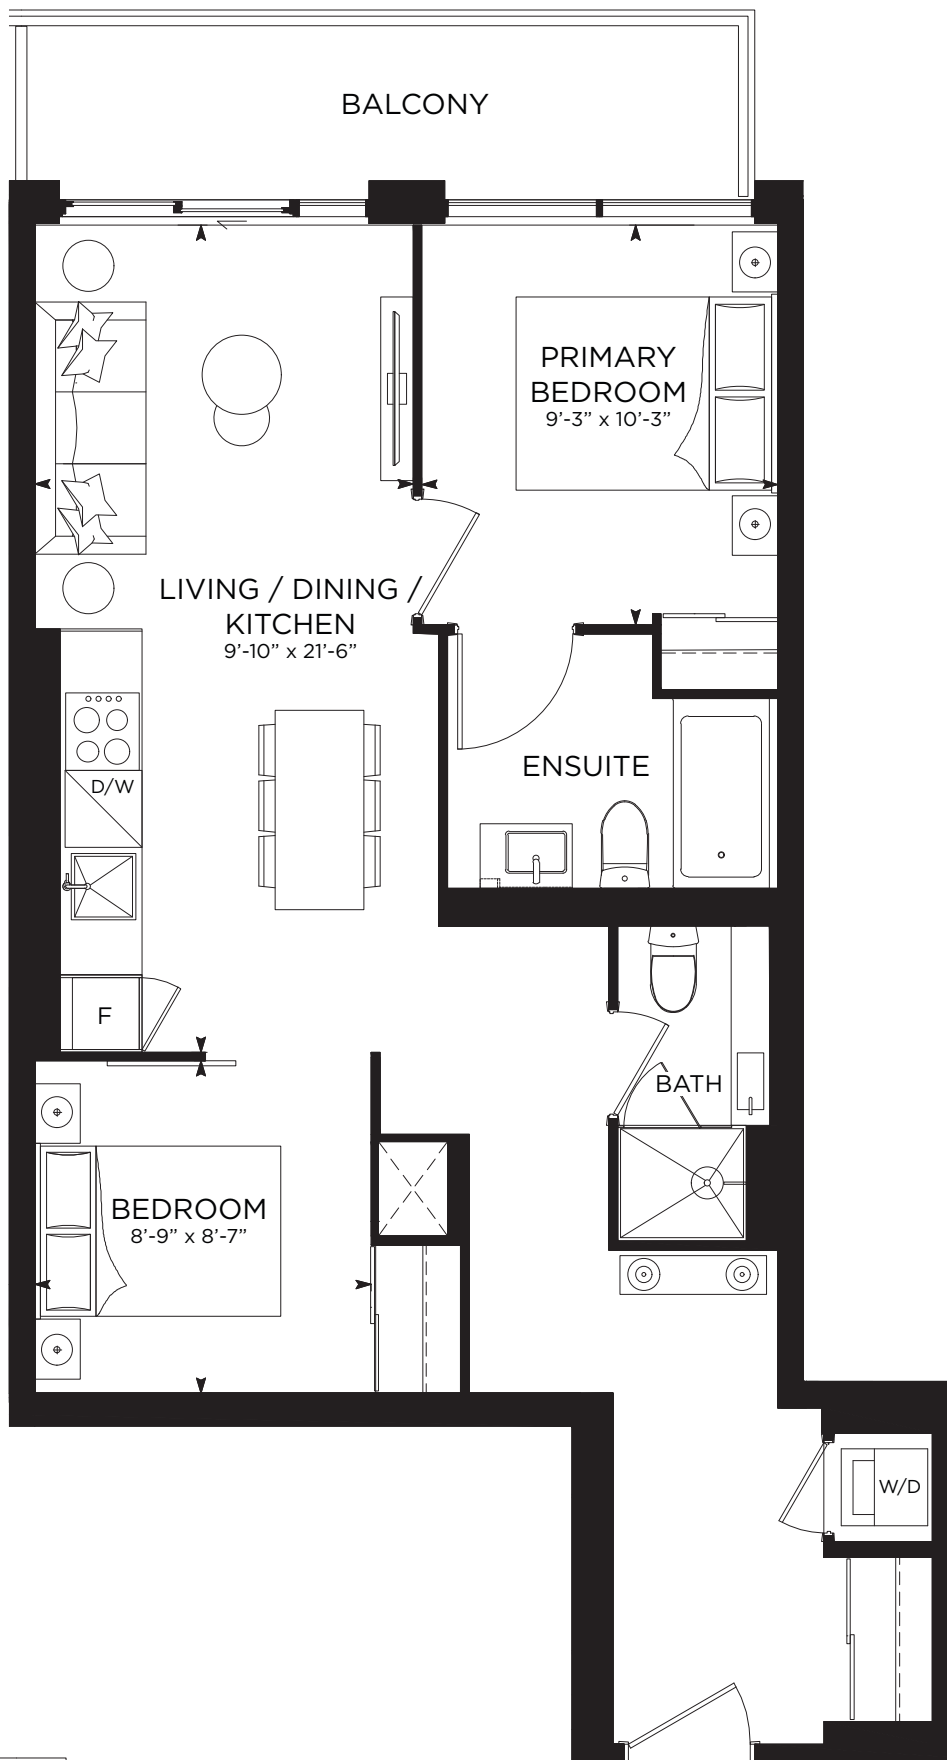 BALCONY
PRIMARY
BEDROOM
9’-3” x 10’-3”
LIVING / DINING /
KITCHEN
9’-10” x 21’-6”
D/W
ENSUITE
F
BATH
BEDROOM
8’-9” x 8’-7”
W/D